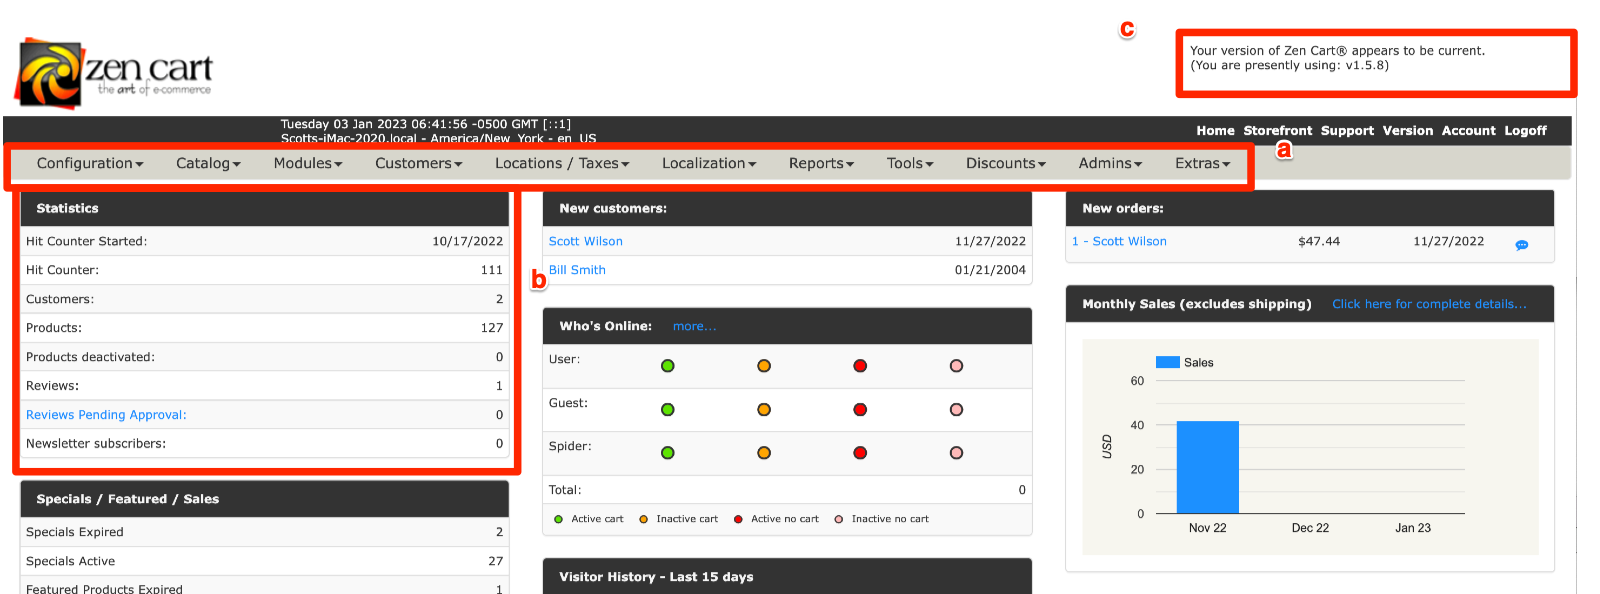 c
Your version of Zen Cart® appears to be current.
(You are presently using: v1.5.8)
zen cart
the art of e-commerce
Tuesday 03 Jan 2023 06:41:56 -0500 GMT [::1]
Scotts-iMac-2020.local - America/New_York - en_US
Home Storefront Support Version Account Logoff
a
Configuration Catalog Modules Customers Locations / Taxes Localization Reports Tools Discounts Admins Extras
Statistics
Hit Counter Started: 10/17/2022
Hit Counter: 111
Customers: 2
Products: 127
Products deactivated: 0
Reviews: 1
Reviews Pending Approval: 0
Newsletter subscribers: 0
b
Specials / Featured / Sales
Specials Expired 2
Specials Active 27
Featured Products Expired 1
New customers:
Scott Wilson 11/27/2022
Bill Smith 01/21/2004
Who's Online: more...
User:
Guest:
Spider:
Total: 0
Active cart Inactive cart Active no cart Inactive no cart
Visitor History - Last 15 days
New orders:
1 - Scott Wilson $47.44 11/27/2022
Monthly Sales (excludes shipping) Click here for complete details...
Sales
60
40
20
0
USD
Nov 22 Dec 22 Jan 23